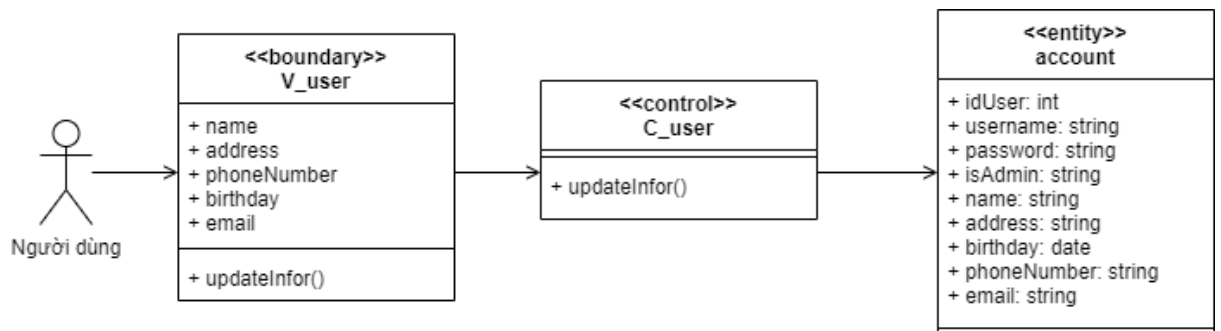 Người dùng
<<boundary>>
V_user
+ name
+ address
+ phoneNumber
+ birthday
+ email
+ updateInfor()
<<control>>
C_user
+ updateInfor()
<<entity>>
account
+ idUser: int
+ username: string
+ password: string
+ isAdmin: string
+ name: string
+ address: string
+ birthday: date
+ phoneNumber: string
+ email: string